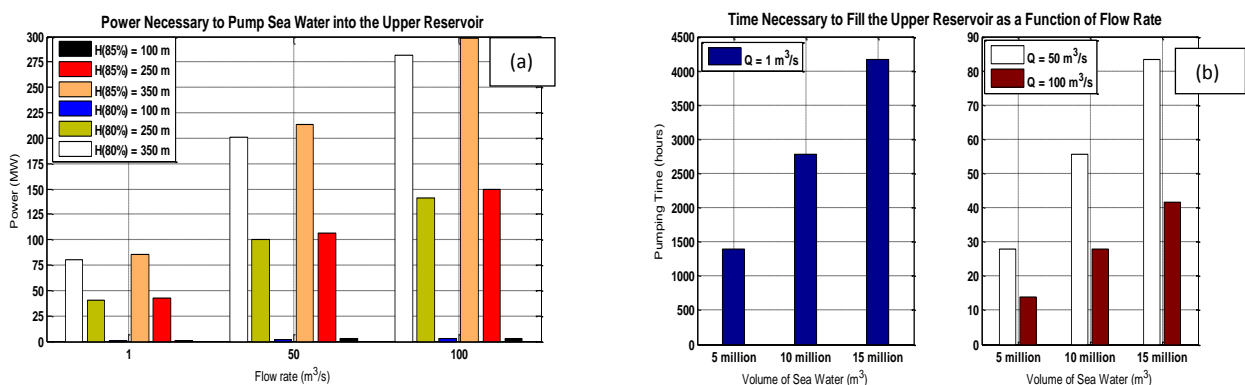 Power Necessary to Pump Sea Water into the Upper Reservoir
300
275
250
225
200
175
150
125
100
75
50
25
0
Power (MW)
H(85%) = 100 m
H(85%) = 250 m
H(85%) = 350 m
H(80%) = 100 m
H(80%) = 250 m
H(80%) = 350 m
(a)
1
50
100
Flow rate (m³/s)
Time Necessary to Fill the Upper Reservoir as a Function of Flow Rate
4500
4000
3500
3000
2500
2000
1500
1000
500
0
Pumping Time (hours)
Q = 1 m³/s
5 million
10 million
15 million
Volume of Sea Water (m³)
90
80
70
60
50
40
30
20
10
0
Q = 50 m³/s
Q = 100 m³/s
(b)
5 million
10 million
15 million
Volume of Sea Water (m³)